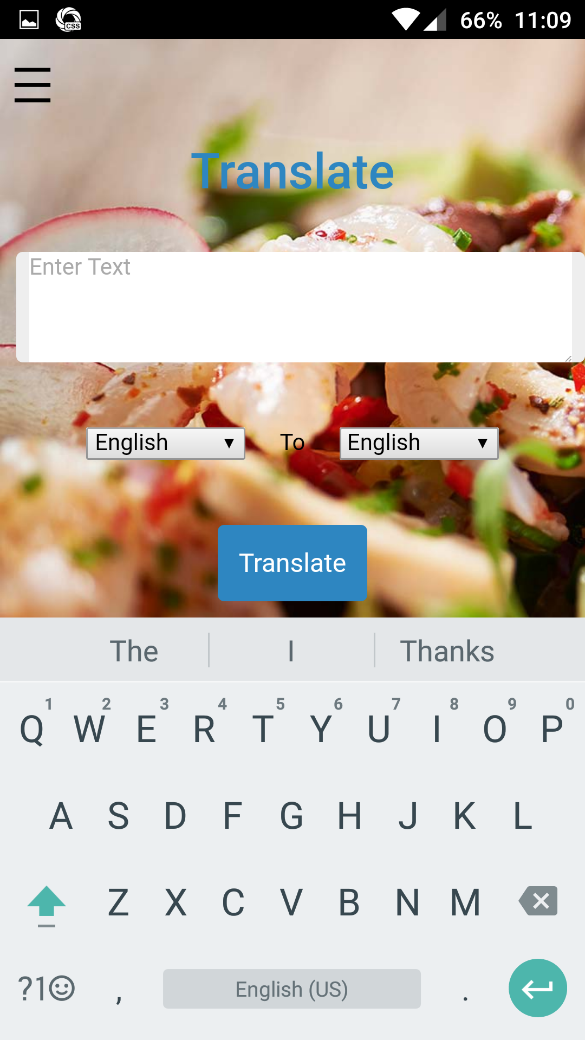 css 66% 11:09
Translate
Enter Text
English ▼ To English ▼
Translate
The I Thanks
1 2 3 4 5 6 7 8 9 0
Q W E R T Y U I O P
A S D F G H J K L
Z X C V B N M
?1☺ , English (US) .